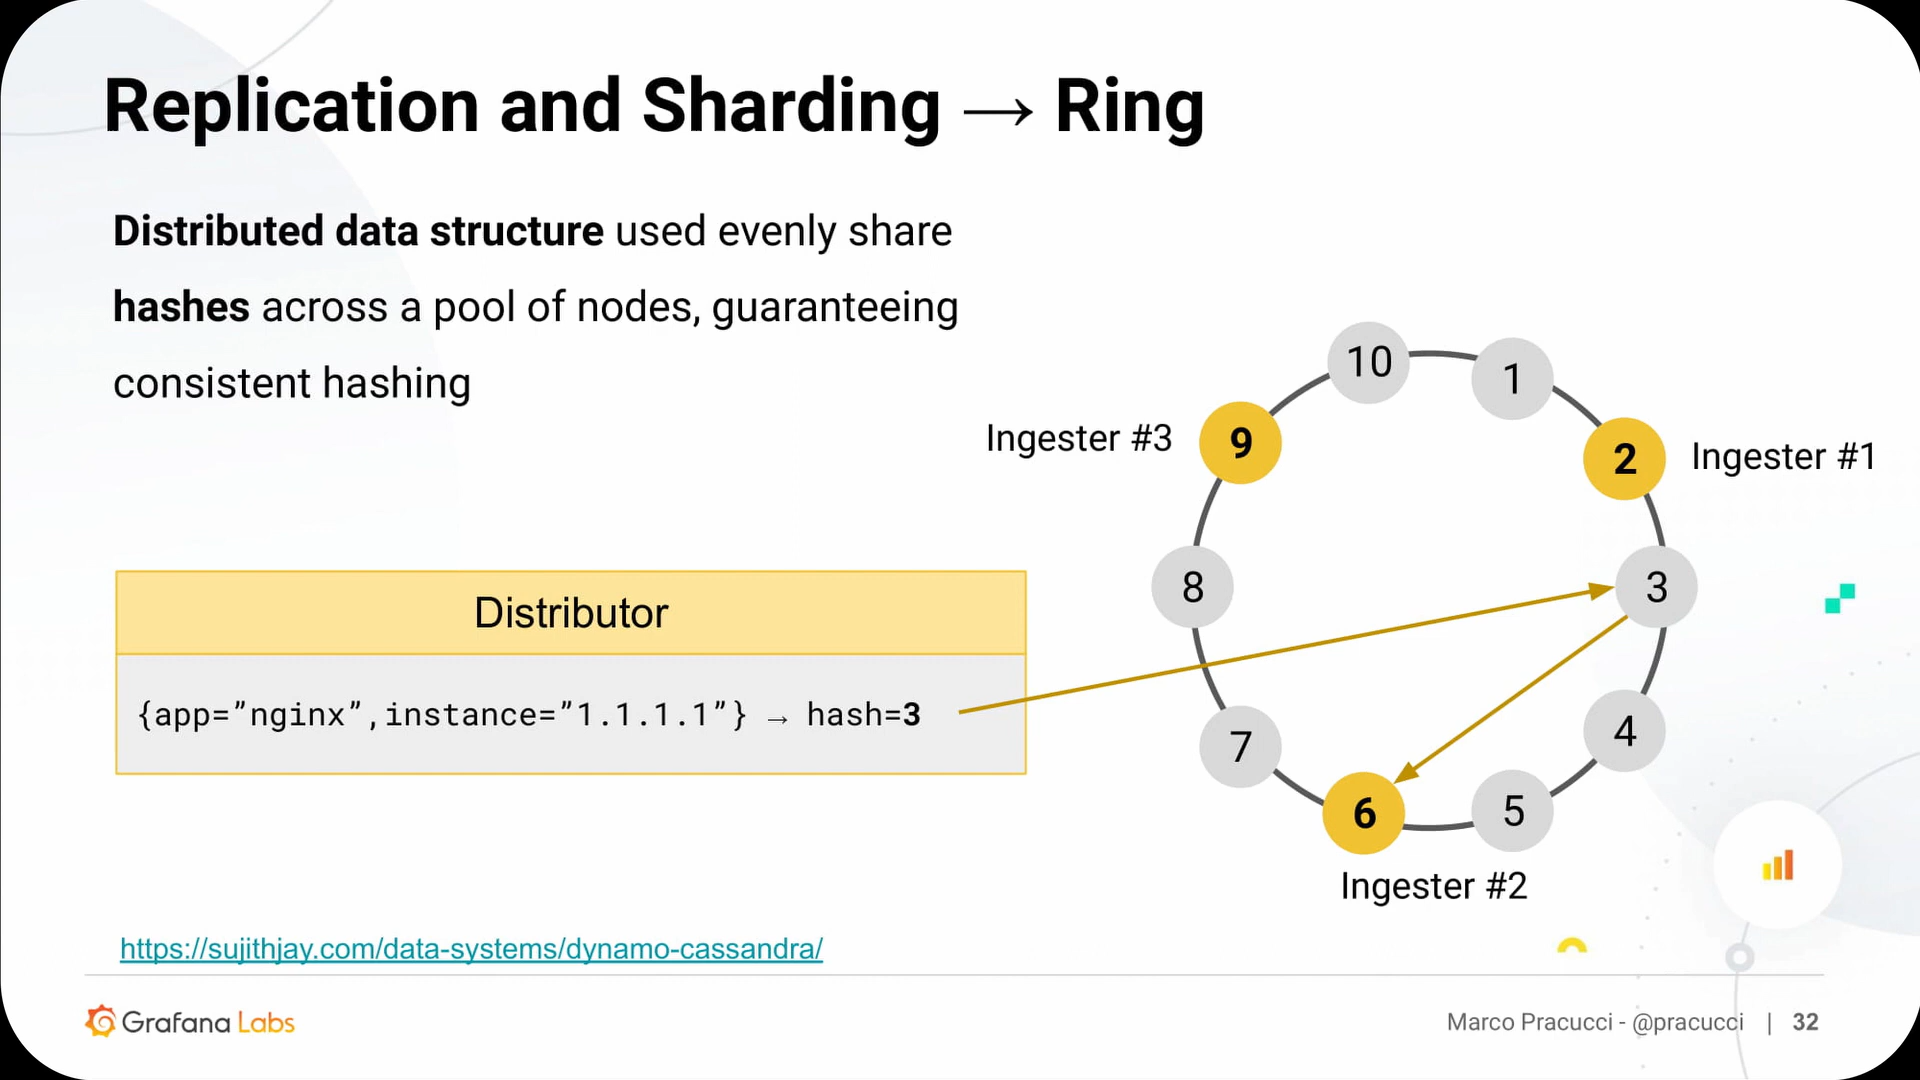 Replication and Sharding → Ring
Distributed data structure used evenly share
hashes across a pool of nodes, guaranteeing
consistent hashing
10
1
Ingester #3
9
2
Ingester #1
8
3
Distributor
{app=”nginx”,instance=”1.1.1.1”} → hash=3
7
4
6
5
Ingester #2
https://sujithjay.com/data-systems/dynamo-cassandra/
Grafana Labs
Marco Pracucci - @pracucci | 32